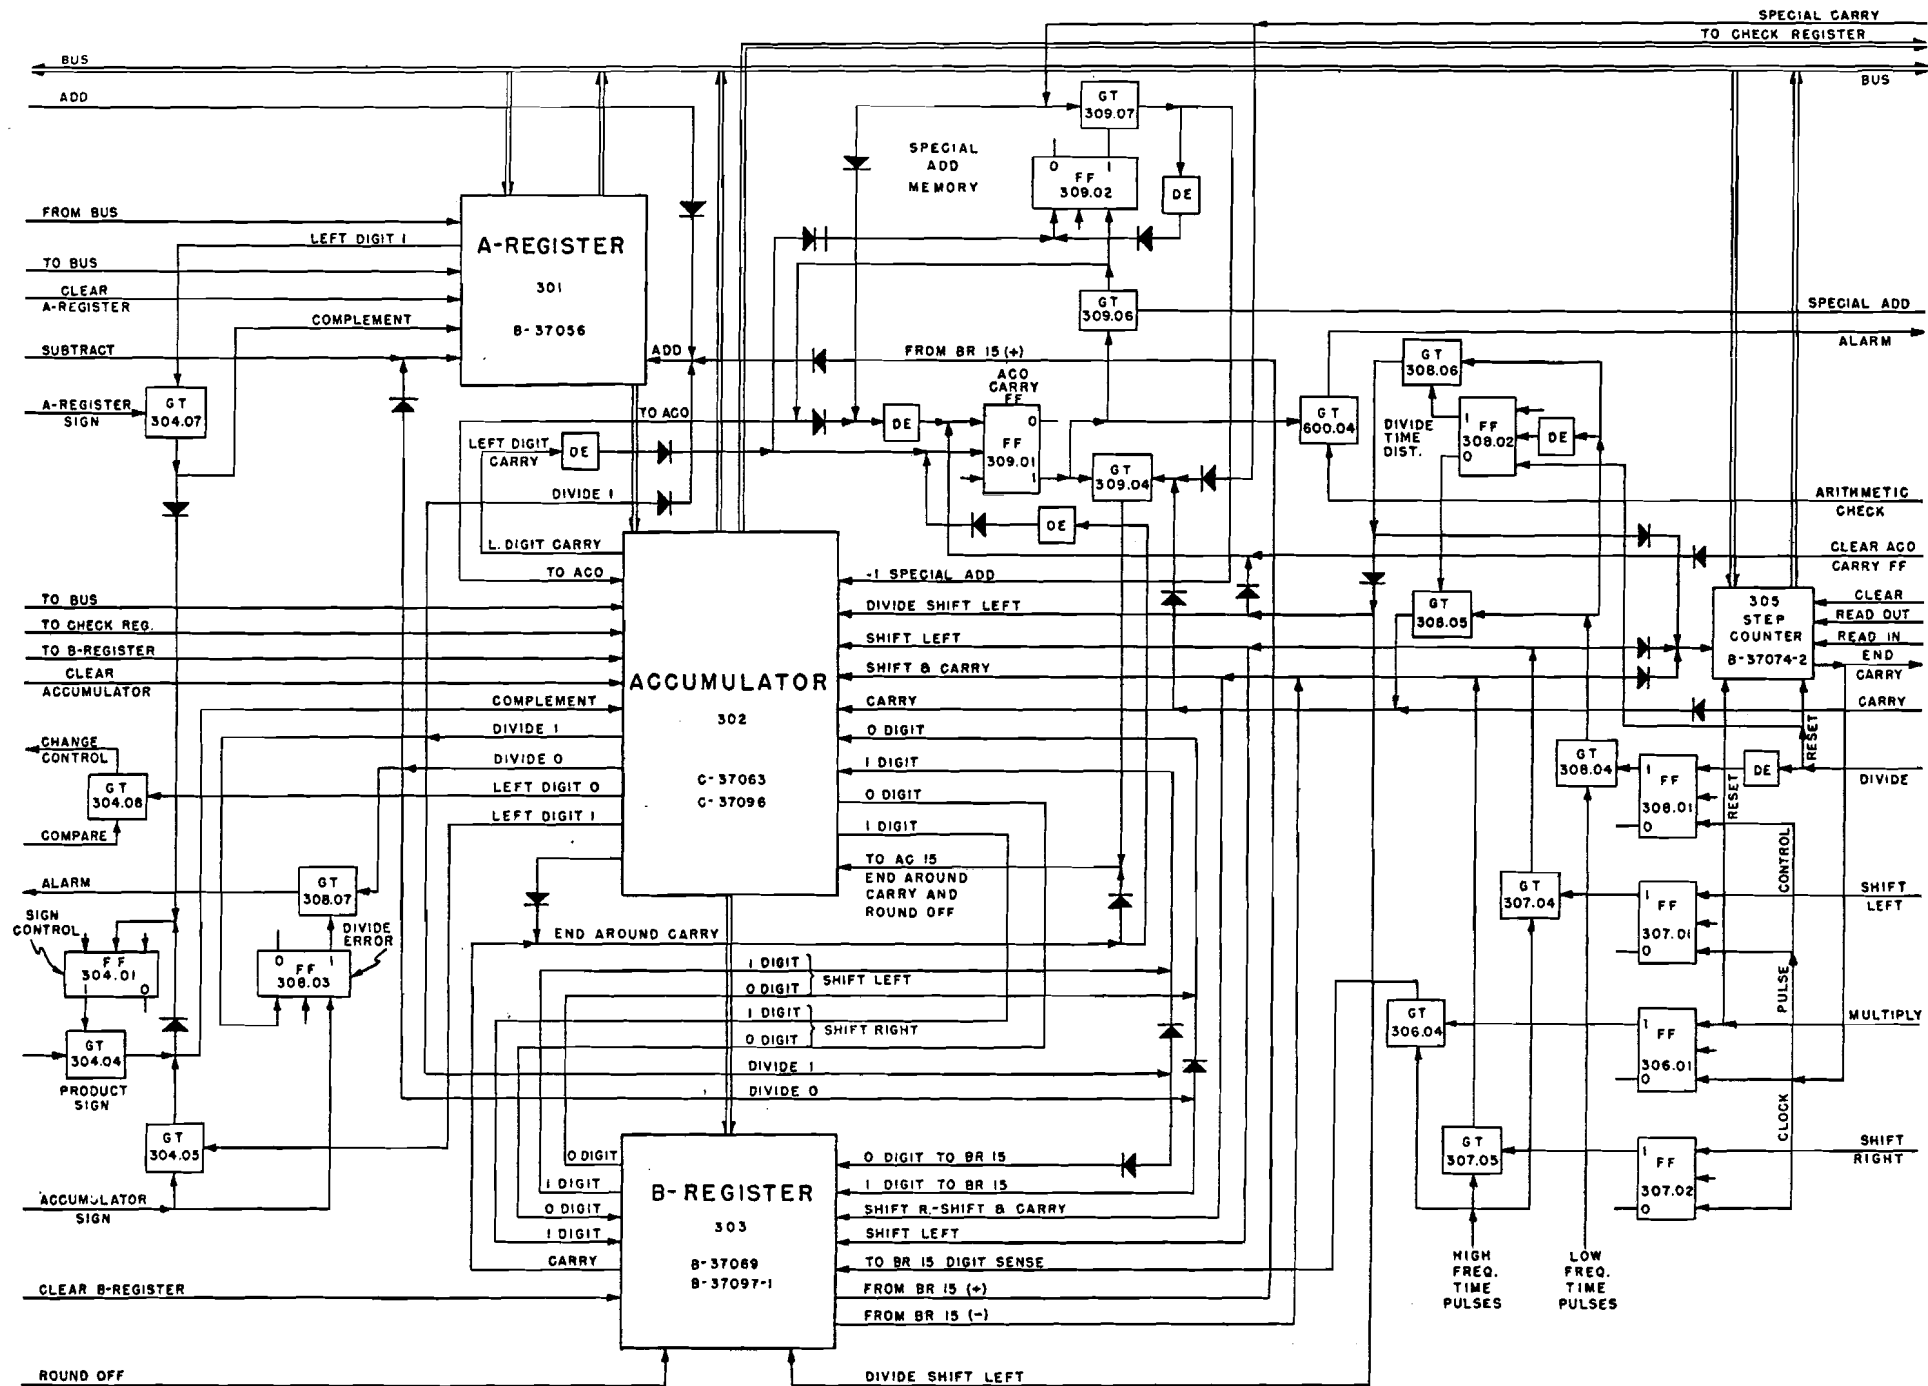 SPECIAL CARRY
TO CHECK REGISTER
BUS
BUS
ADD
GT
309.07
SPECIAL
ADD
MEMORY
0 1
FF
309.02
DE
FROM BUS
LEFT DIGIT 1
TO BUS
CLEAR
A-REGISTER
COMPLEMENT
SUBTRACT
A-REGISTER
301
B-37056
GT
309.06
SPECIAL ADD
ALARM
ADD
FROM BR 15 (+)
GT
304.07
A-REGISTER
SIGN
ACO
CARRY
FF
TO ACO
DE
0
FF
309.01
1
GT
600.04
GT
308.06
DIVIDE
TIME
DIST.
1
FF
308.02
0
DE
LEFT DIGIT
CARRY
DE
GT
309.04
DIVIDE 1
DE
ARITHMETIC
CHECK
L. DIGIT CARRY
TO ACO
CLEAR ACO
CARRY FF
TO BUS
TO CHECK REG.
TO B-REGISTER
CLEAR
ACCUMULATOR
COMPLEMENT
DIVIDE 1
DIVIDE 0
LEFT DIGIT 0
LEFT DIGIT 1
ACCUMULATOR
302
C-37063
C-37096
-1 SPECIAL ADD
DIVIDE SHIFT LEFT
SHIFT LEFT
SHIFT & CARRY
CARRY
0 DIGIT
1 DIGIT
0 DIGIT
1 DIGIT
TO AC 15
END AROUND
CARRY AND
ROUND OFF
GT
308.05
305
STEP
COUNTER
B-37074-2
CLEAR
READ OUT
READ IN
END
CARRY
CARRY
RESET
RESET
CHANGE
CONTROL
GT
304.08
COMPARE
GT
308.04
1
FF
308.01
0
DE
DIVIDE
ALARM
GT
308.07
SIGN
CONTROL
FF
304.01
1 0
DIVIDE
ERROR
0 1
FF
308.03
GT
307.04
1
FF
307.01
0
SHIFT
LEFT
CLOCK PULSE CONTROL
END AROUND CARRY
1 DIGIT
0 DIGIT
SHIFT LEFT
1 DIGIT
0 DIGIT
SHIFT RIGHT
DIVIDE 1
DIVIDE 0
GT
304.04
PRODUCT
SIGN
GT
306.04
1
FF
306.01
0
MULTIPLY
GT
304.05
ACCUMULATOR
SIGN
0 DIGIT
1 DIGIT
0 DIGIT
1 DIGIT
CARRY
B-REGISTER
303
B-37069
B-37097-1
0 DIGIT TO BR 15
1 DIGIT TO BR 15
SHIFT R.-SHIFT & CARRY
SHIFT LEFT
TO BR 15 DIGIT SENSE
FROM BR 15 (+)
FROM BR 15 (-)
GT
307.05
1
FF
307.02
0
SHIFT
RIGHT
HIGH
FREQ.
TIME
PULSES
LOW
FREQ.
TIME
PULSES
CLEAR B-REGISTER
ROUND OFF
DIVIDE SHIFT LEFT